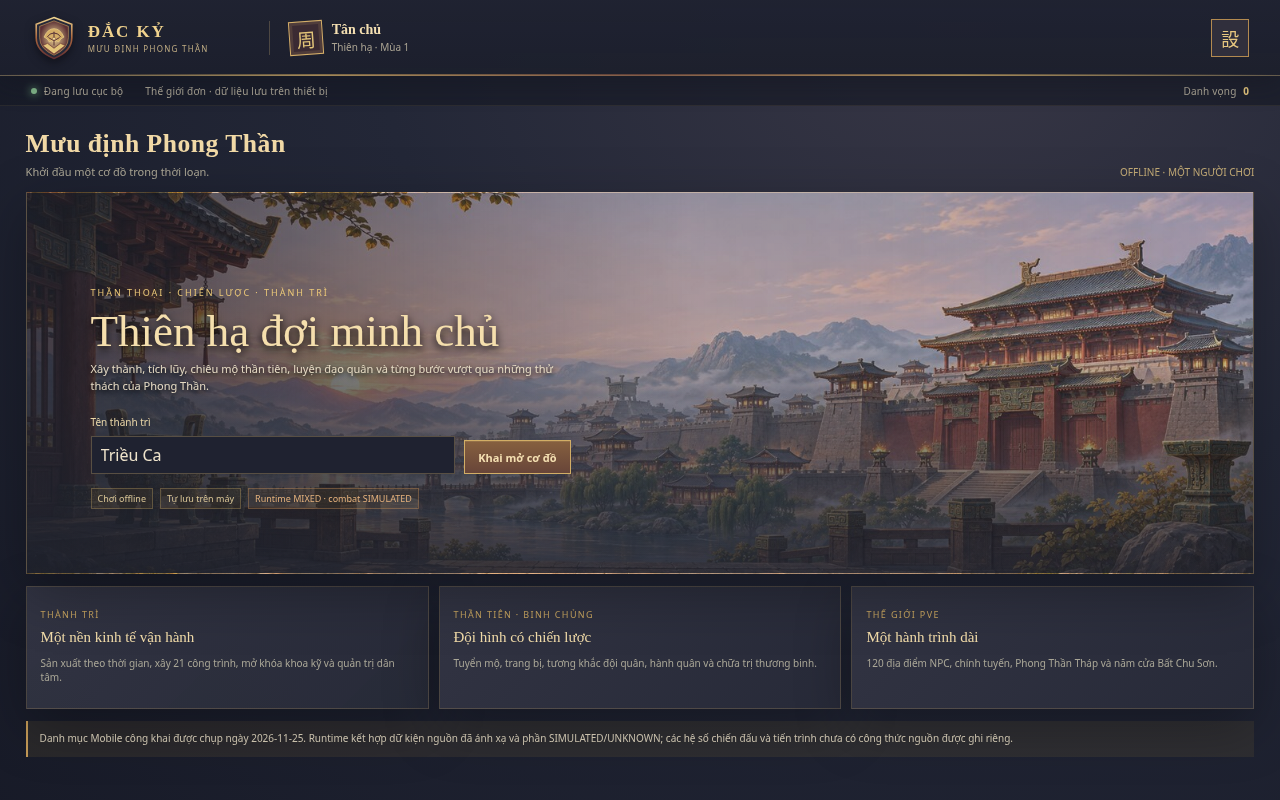 ĐẮC KỶ
MƯU ĐỊNH PHONG THẦN
周
Tân chủ
Thiên hạ · Mùa 1
設
Đang lưu cục bộ
Thế giới đơn · dữ liệu lưu trên thiết bị
Danh vọng 0
Mưu định Phong Thần
Khởi đầu một cơ đồ trong thời loạn.
OFFLINE · MỘT NGƯỜI CHƠI
THẦN THOẠI · CHIẾN LƯỢC · THÀNH TRÌ
Thiên hạ đợi minh chủ
Xây thành, tích lũy, chiêu mộ thần tiên, luyện đạo quân và từng bước vượt qua những thử
thách của Phong Thần.
Tên thành trì
Triều Ca
Khai mở cơ đồ
Chơi offline
Tự lưu trên máy
Runtime MIXED · combat SIMULATED
THÀNH TRÌ
Một nền kinh tế vận hành
Sản xuất theo thời gian, xây 21 công trình, mở khóa khoa kỹ và quản trị dân
tâm.
THẦN TIÊN · BINH CHỦNG
Đội hình có chiến lược
Tuyển mộ, trang bị, tương khắc đội quân, hành quân và chữa trị thương binh.
THẾ GIỚI PVE
Một hành trình dài
120 địa điểm NPC, chính tuyến, Phong Thần Tháp và năm cửa Bất Chu Sơn.
Danh mục Mobile công khai được chụp ngày 2026-11-25. Runtime kết hợp dữ kiện nguồn đã ánh xạ và phần SIMULATED/UNKNOWN; các hệ số chiến đấu và tiến trình chưa có công thức nguồn được ghi riêng.